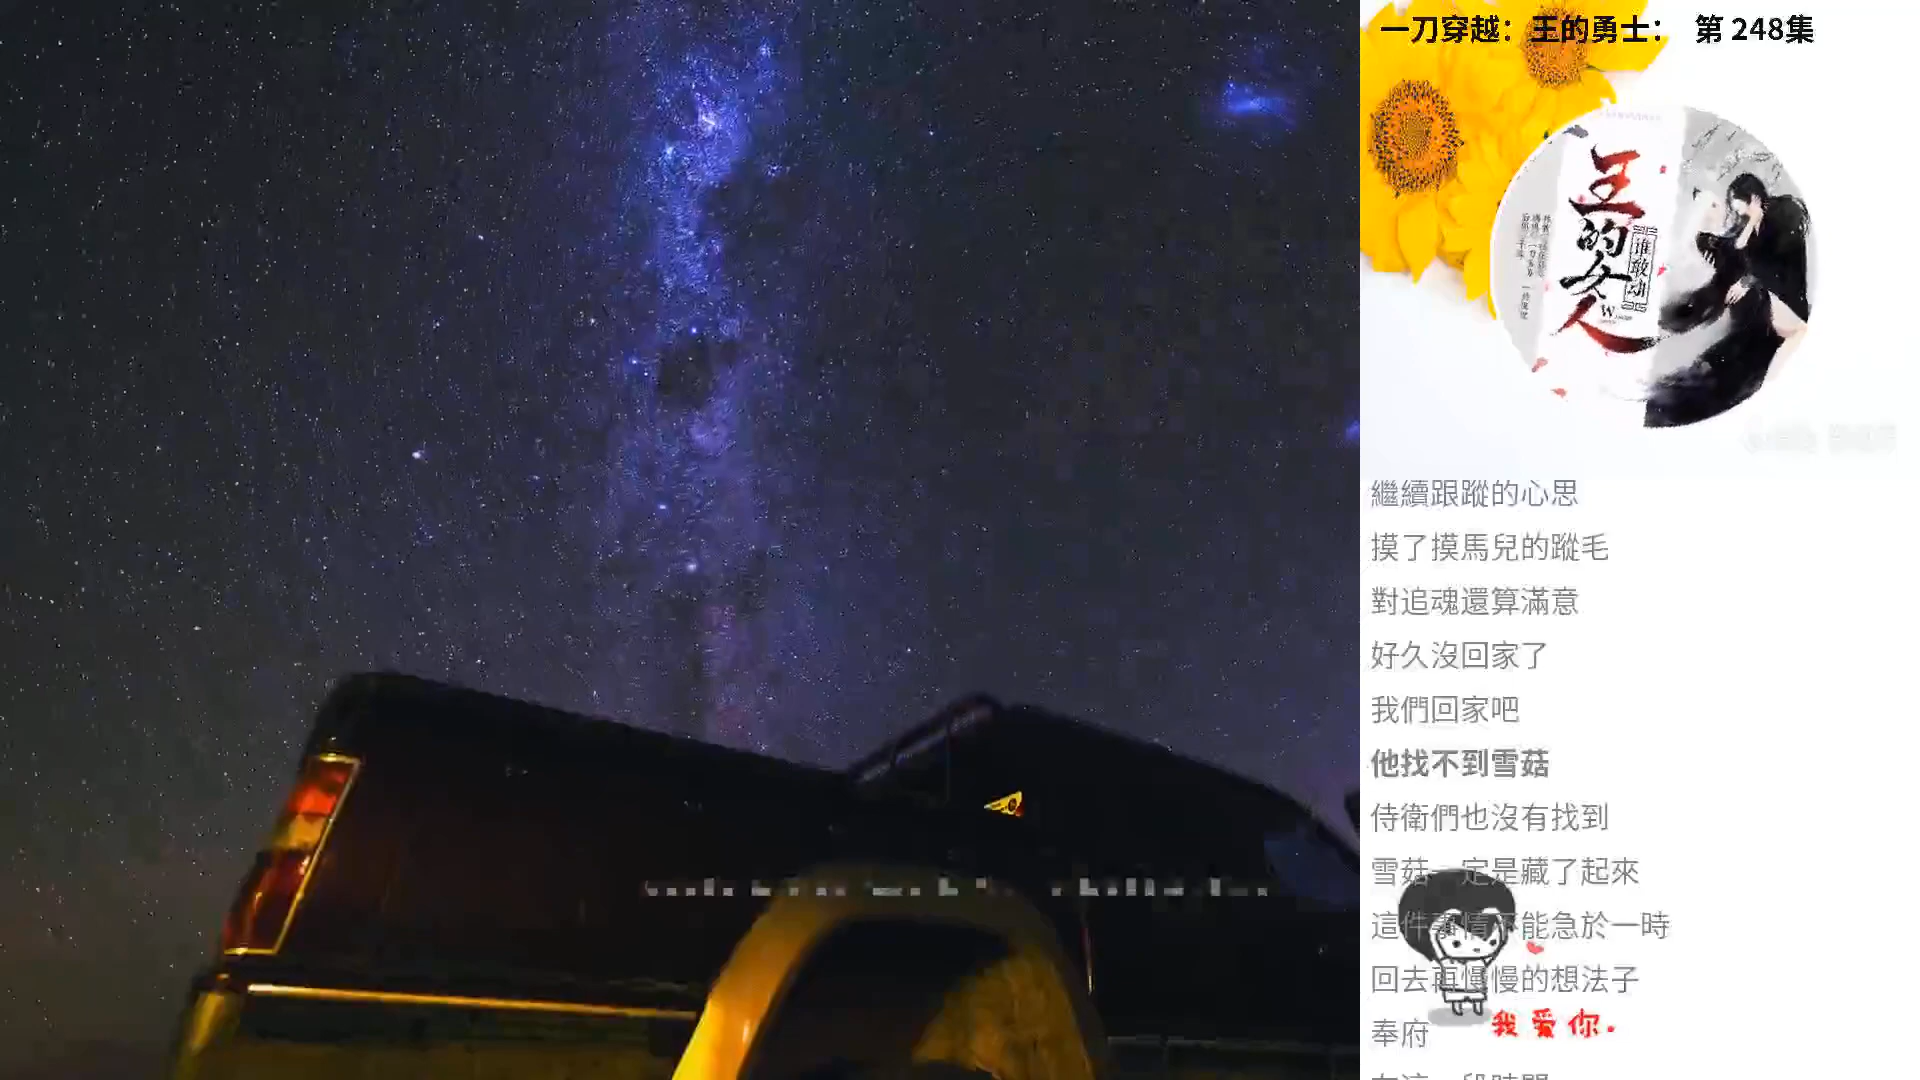 一刀穿越：王的勇士： 第 248集
王的女人
谁敢动
繼續跟蹤的心思
摸了摸馬兒的蹤毛
對追魂還算滿意
好久沒回家了
我們回家吧
他找不到雪菇
侍衛們也沒有找到
雪菇一定是藏了起來
這件事情不能急於一時
回去再慢慢的想法子
奉府
我爱你.